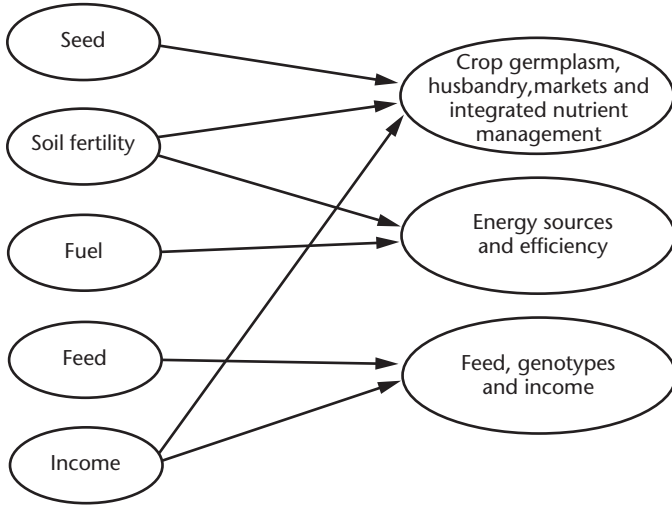 Seed
Soil fertility
Fuel
Feed
Income
Crop germplasm,
husbandry,markets and
integrated nutrient
management
Energy sources
and efficiency
Feed, genotypes
and income